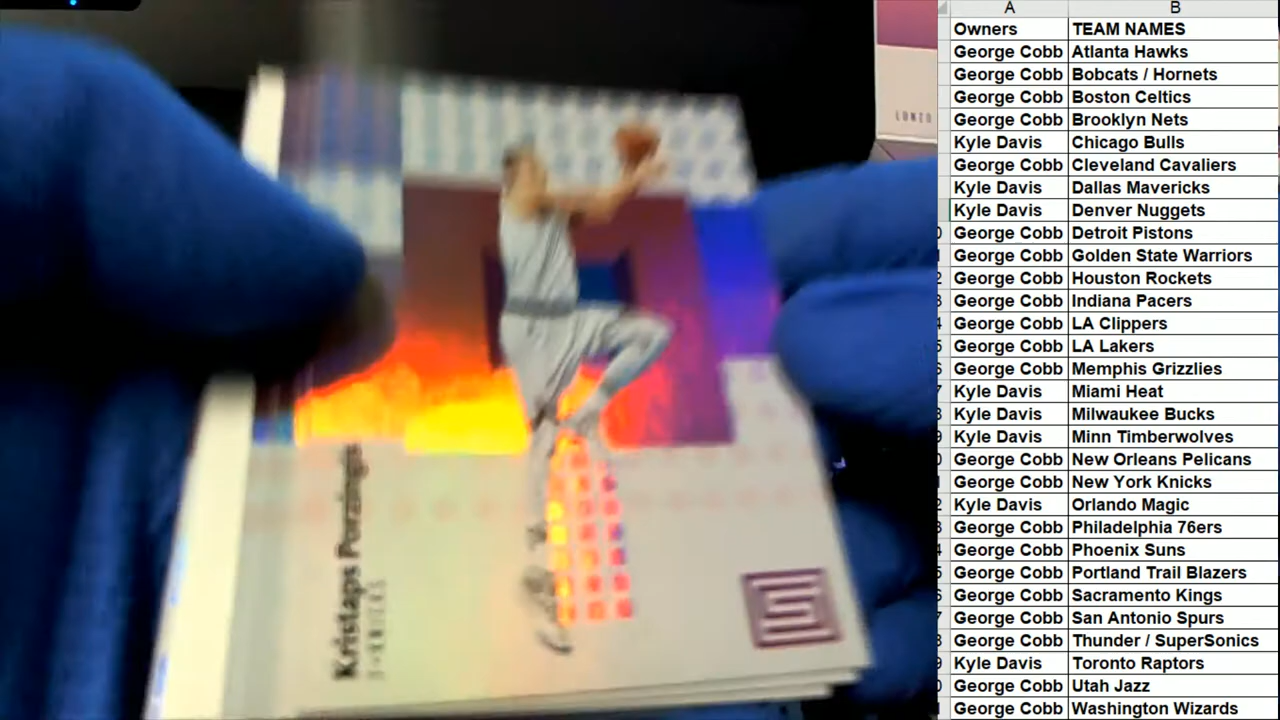 A B
Owners TEAM NAMES
George Cobb Atlanta Hawks
George Cobb Bobcats / Hornets
George Cobb Boston Celtics
George Cobb Brooklyn Nets
Kyle Davis Chicago Bulls
George Cobb Cleveland Cavaliers
Kyle Davis Dallas Mavericks
Kyle Davis Denver Nuggets
George Cobb Detroit Pistons
George Cobb Golden State Warriors
George Cobb Houston Rockets
George Cobb Indiana Pacers
George Cobb LA Clippers
George Cobb LA Lakers
George Cobb Memphis Grizzlies
Kyle Davis Miami Heat
Kyle Davis Milwaukee Bucks
Kyle Davis Minn Timberwolves
George Cobb New Orleans Pelicans
George Cobb New York Knicks
Kyle Davis Orlando Magic
George Cobb Philadelphia 76ers
George Cobb Phoenix Suns
George Cobb Portland Trail Blazers
George Cobb Sacramento Kings
George Cobb San Antonio Spurs
George Cobb Thunder / SuperSonics
Kyle Davis Toronto Raptors
George Cobb Utah Jazz
George Cobb Washington Wizards
Kristaps Porzingis